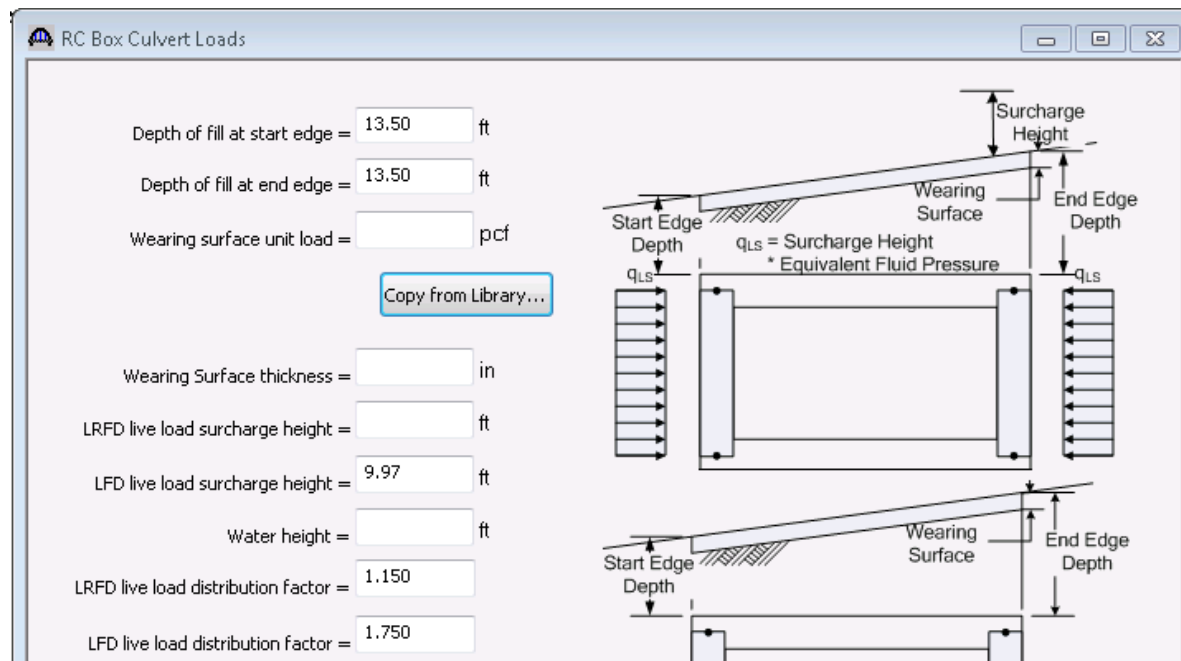 RC Box Culvert Loads
Depth of fill at start edge = 13.50 ft
Depth of fill at end edge = 13.50 ft
Wearing surface unit load = pcf
Copy from Library...
Wearing Surface thickness = in
LRFD live load surcharge height = ft
LFD live load surcharge height = 9.97 ft
Water height = ft
LRFD live load distribution factor = 1.150
LFD live load distribution factor = 1.750
Surcharge
Height
Wearing
Surface
Start Edge
Depth
End Edge
Depth
qLS = Surcharge Height
* Equivalent Fluid Pressure
qLS
qLS
Wearing
Surface
Start Edge
Depth
End Edge
Depth